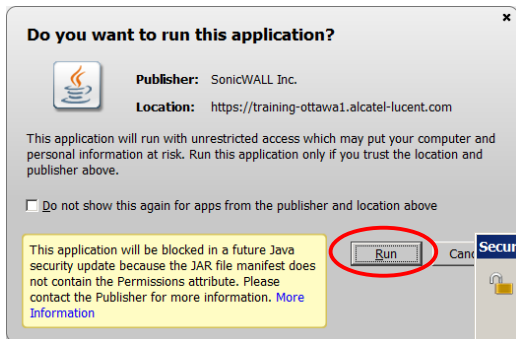 Do you want to run this application?
Publisher: SonicWALL Inc.
Location: https://training-ottawa1.alcatel-lucent.com
This application will run with unrestricted access which may put your computer and
personal information at risk. Run this application only if you trust the location and
publisher above.
Do not show this again for apps from the publisher and location above
This application will be blocked in a future Java
security update because the JAR file manifest does
not contain the Permissions attribute. Please
contact the Publisher for more information. More
Information
Run